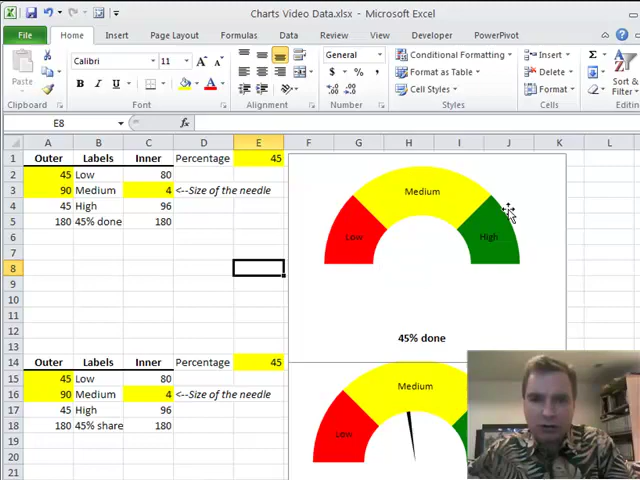 Charts Video Data.xlsx - Microsoft Excel
File Home Insert Page Layout Formulas Data Review View PowerPivot
Calibri 11 General Conditional Formatting Insert Σ
Paste B I U A $ % , Format as Table Delete Sort &
Cell Styles Format
Clipboard Font Alignment Number Styles Cells
E8 fx
A B C D E F G H I J K L
1 Outer Labels Inner Percentage 45
2 45 Low 80
3 90 Medium 4 <--Size of the needle
4 45 High 96
5 180 45% done 180
6
7
8
9
10
11
12
13
Medium
Low High
45% done
14 Outer Labels Inner Percentage 45
15 45 Low 80
16 90 Medium 4 <--Size of the needle
17 45 High 96
18 180 45% share 180
19
20
21
Medium
Low